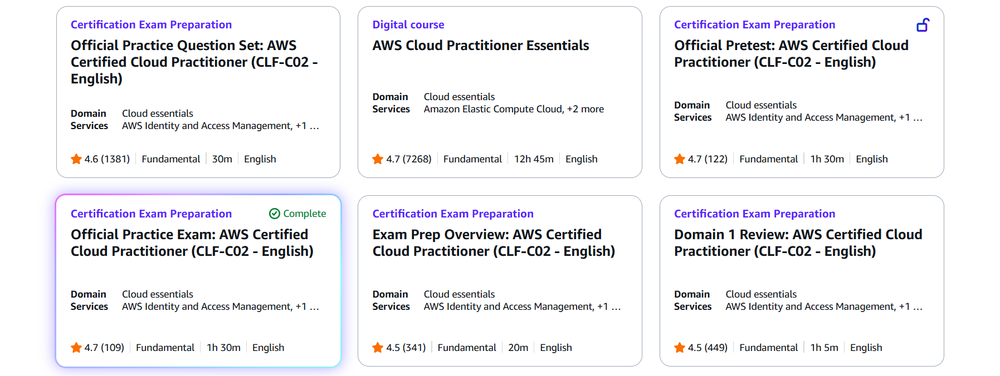 Certification Exam Preparation
Official Practice Question Set: AWS
Certified Cloud Practitioner (CLF-C02 -
English)
Domain Cloud essentials
Services AWS Identity and Access Management, +1 ...
4.6 (1381) Fundamental 30m English
Digital course
AWS Cloud Practitioner Essentials
Domain Cloud essentials
Services Amazon Elastic Compute Cloud, +2 more
4.7 (7268) Fundamental 12h 45m English
Certification Exam Preparation
Official Pretest: AWS Certified Cloud
Practitioner (CLF-C02 - English)
Domain Cloud essentials
Services AWS Identity and Access Management, +1 ...
4.7 (122) Fundamental 1h 30m English
Certification Exam Preparation Complete
Official Practice Exam: AWS Certified
Cloud Practitioner (CLF-C02 - English)
Domain Cloud essentials
Services AWS Identity and Access Management, +1 ...
4.7 (109) Fundamental 1h 30m English
Certification Exam Preparation
Exam Prep Overview: AWS Certified
Cloud Practitioner (CLF-C02 - English)
Domain Cloud essentials
Services AWS Identity and Access Management, +1 ...
4.5 (341) Fundamental 20m English
Certification Exam Preparation
Domain 1 Review: AWS Certified Cloud
Practitioner (CLF-C02 - English)
Domain Cloud essentials
Services AWS Identity and Access Management, +1 ...
4.5 (449) Fundamental 1h 5m English